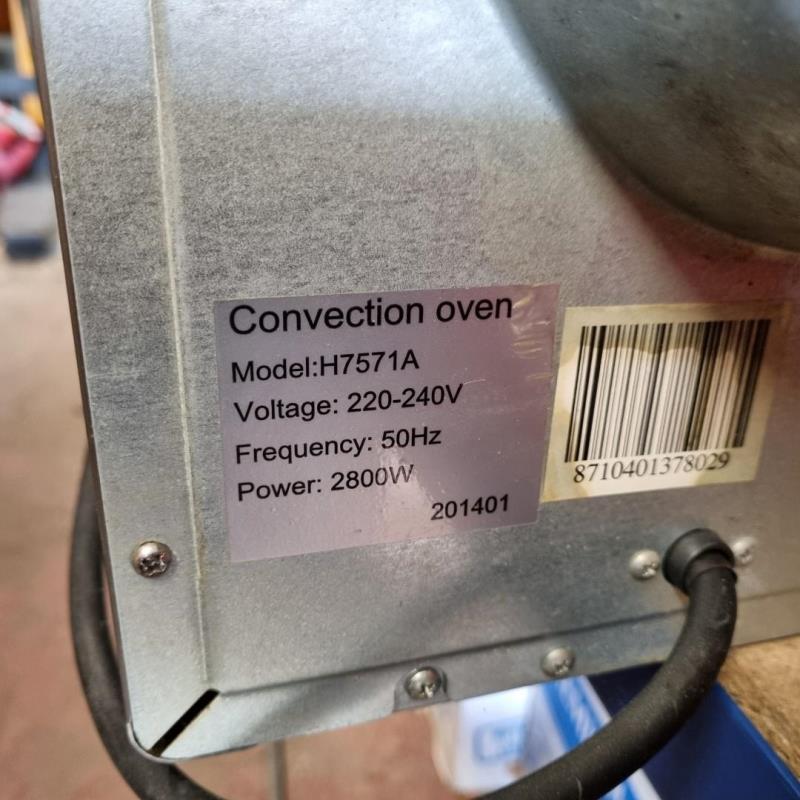 Convection oven
Model:H7571A
Voltage: 220-240V
Frequency: 50Hz
Power: 2800W
201401
8710401378029